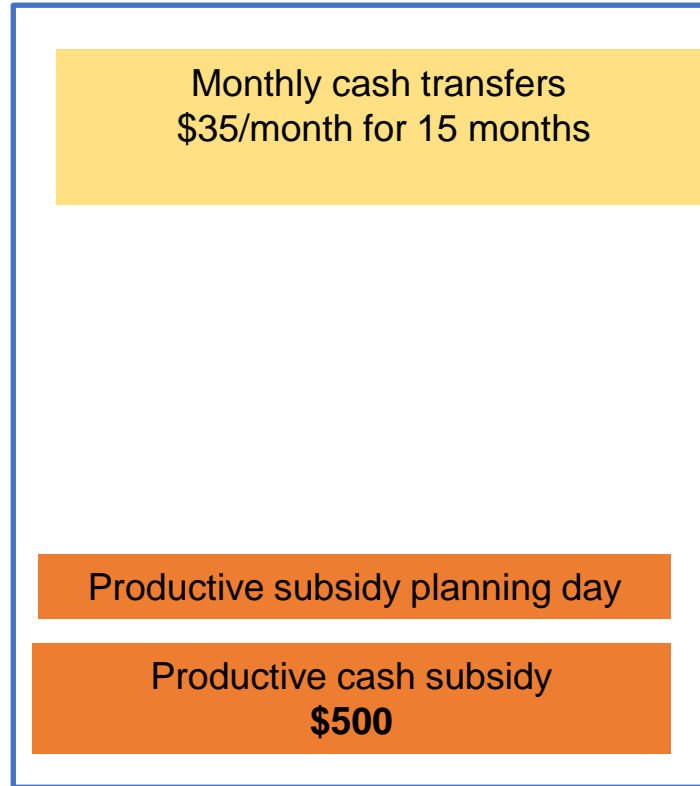 Monthly cash transfers
$35/month for 15 months
Productive subsidy planning day
Productive cash subsidy
$500